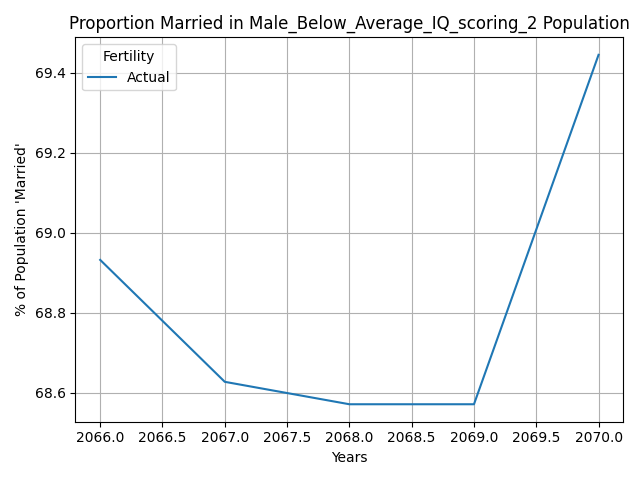 Proportion Married in Male_Below_Average_IQ_scoring_2 Population
Fertility
Actual
% of Population 'Married'
69.4
69.2
69.0
68.8
68.6
2066.0 2066.5 2067.0 2067.5 2068.0 2068.5 2069.0 2069.5 2070.0
Years